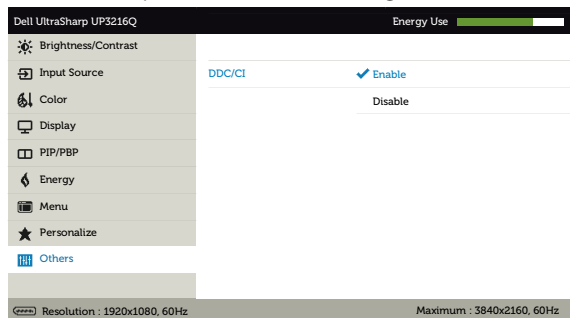 Dell UltraSharp UP3216Q Energy Use
Brightness/Contrast
Input Source DDC/CI Enable
Color Disable
Display
PIP/PBP
Energy
Menu
Personalize
Others
Resolution : 1920x1080, 60Hz Maximum : 3840x2160, 60Hz